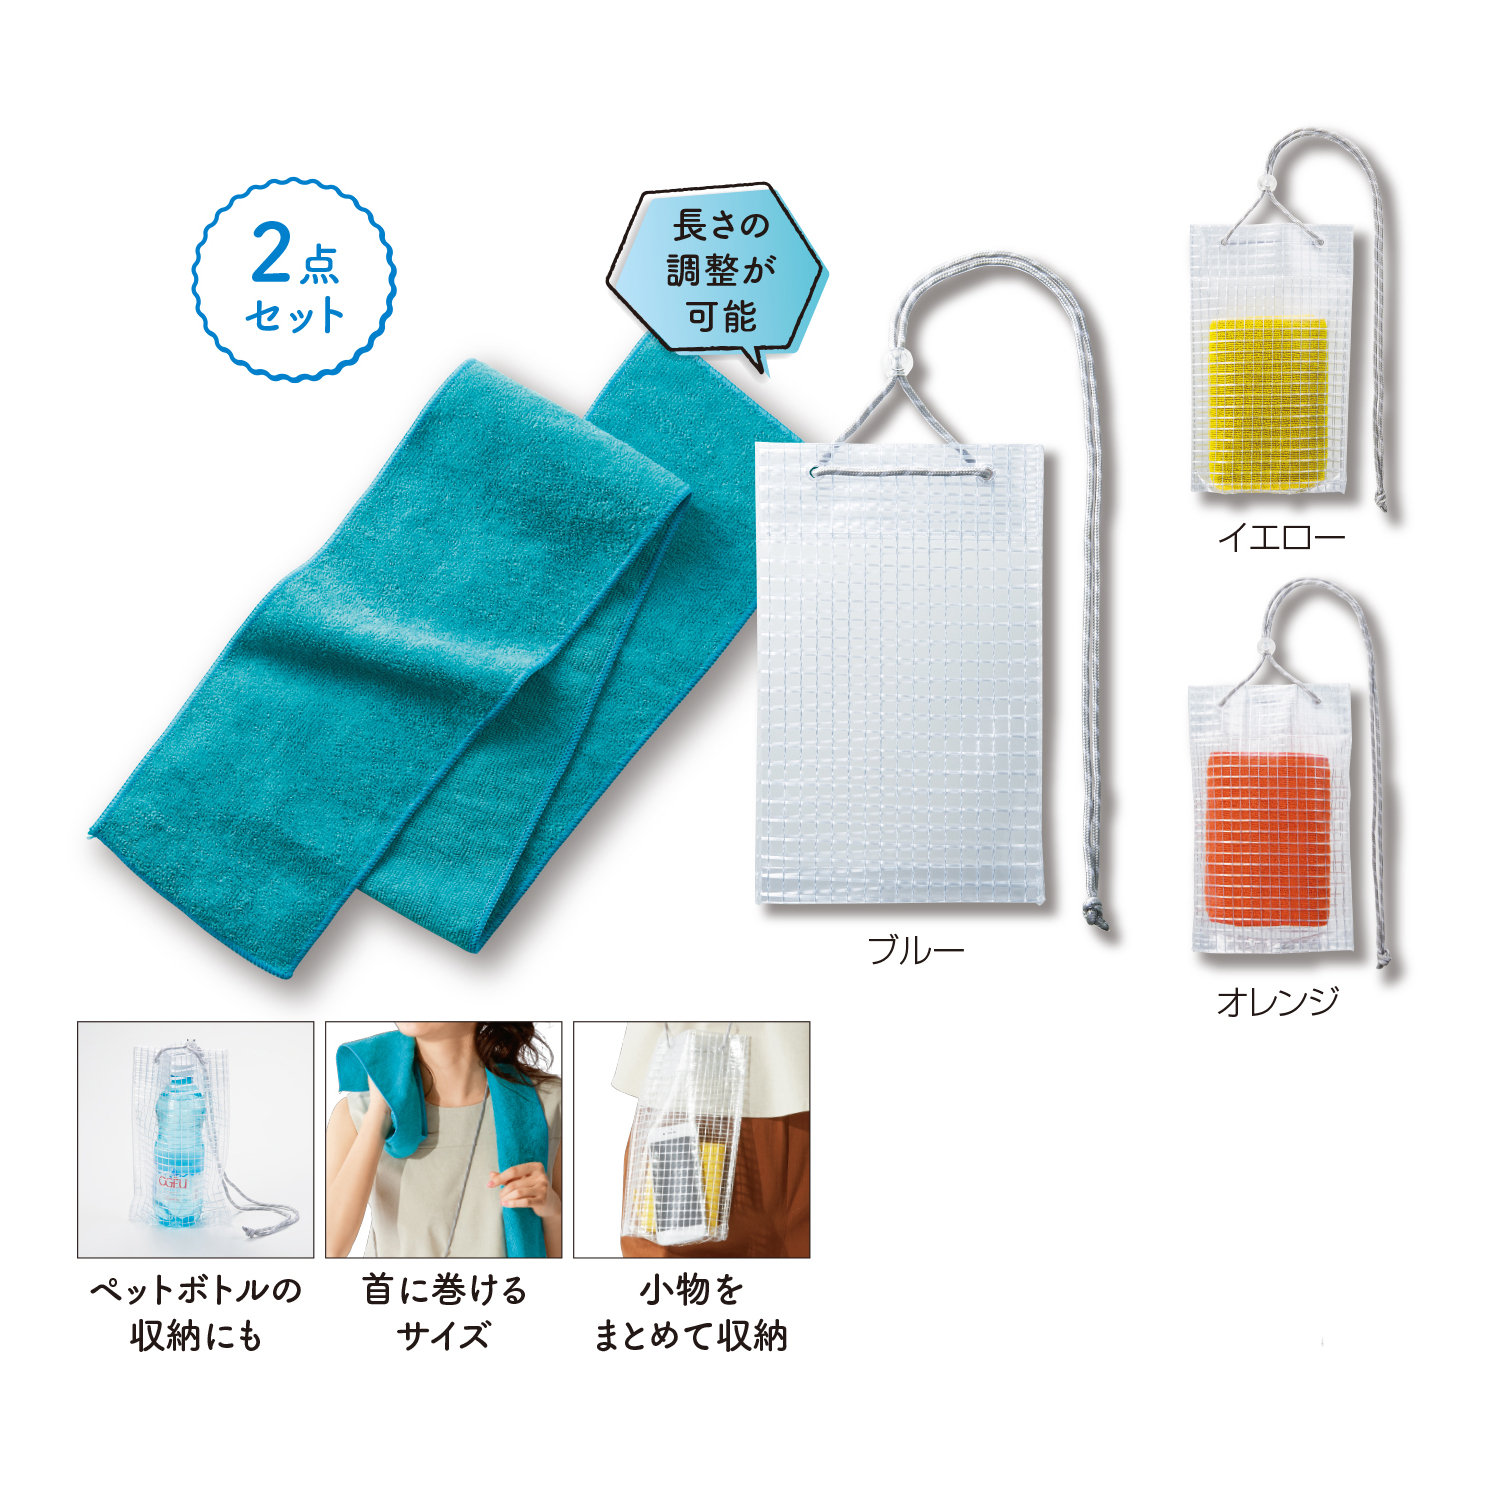 2点
セット
長さの
調整が
可能
イエロー
ブルー
オレンジ
ペットボトルの
収納にも
首に巻ける
サイズ
小物を
まとめて収納